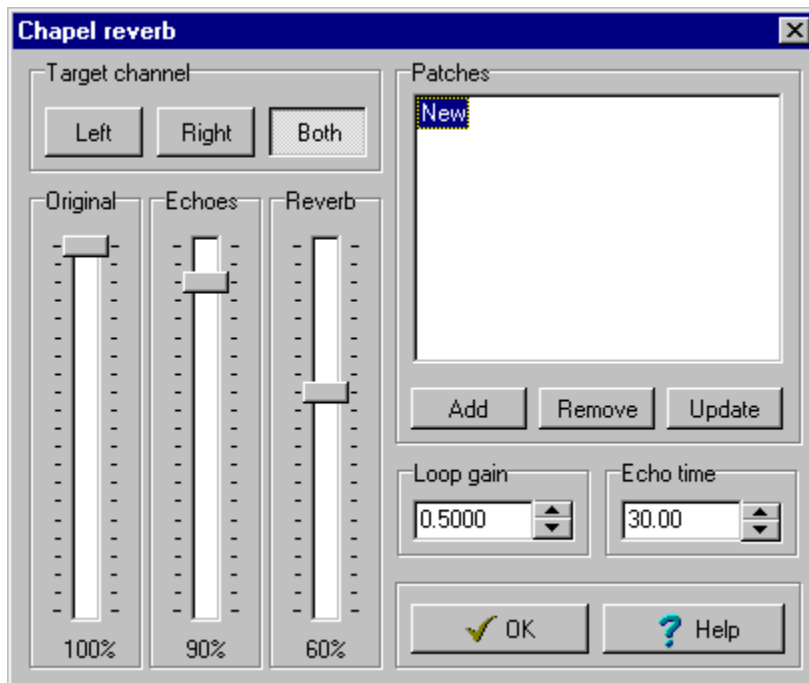 Chapel reverb
Target channel
Left Right Both
Original Echoes Reverb
100% 90% 60%
Patches
New
Add Remove Update
Loop gain Echo time
0.5000 30.00
OK Help